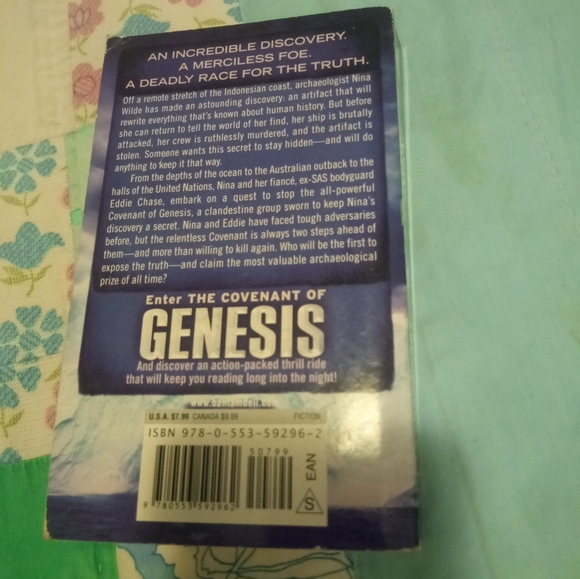 AN INCREDIBLE DISCOVERY.
A MERCILESS FOE.
A DEADLY RACE FOR THE TRUTH.
Off a remote stretch of the Indonesian coast, archaeologist Nina
Wilde has made an astounding discovery: an artifact that will
rewrite everything that's known about human history. But before
she can return to tell the world of her find, her ship is brutally
attacked, her crew is ruthlessly murdered, and the artifact is
stolen. Someone wants this secret to stay hidden—and will do
anything to keep it that way.
From the depths of the ocean to the Australian outback to the
halls of the United Nations, Nina and her fiancé, ex-SAS bodyguard
Eddie Chase, embark on a quest to stop the all-powerful
Covenant of Genesis, a clandestine group sworn to keep Nina's
discovery a secret. Nina and Eddie have faced tough adversaries
before, but the relentless Covenant is always two steps ahead of
them—and more than willing to kill again. Who will be the first to
expose the truth—and claim the most valuable archaeological
prize of all time?
Enter THE COVENANT OF
GENESIS
And discover an action-packed thrill ride
that will keep you reading long into the night!
U.S.A. $7.99 CANADA $9.99 FICTION
ISBN 978-0-553-59296-2
50799
9 780553 592962
S
EAN